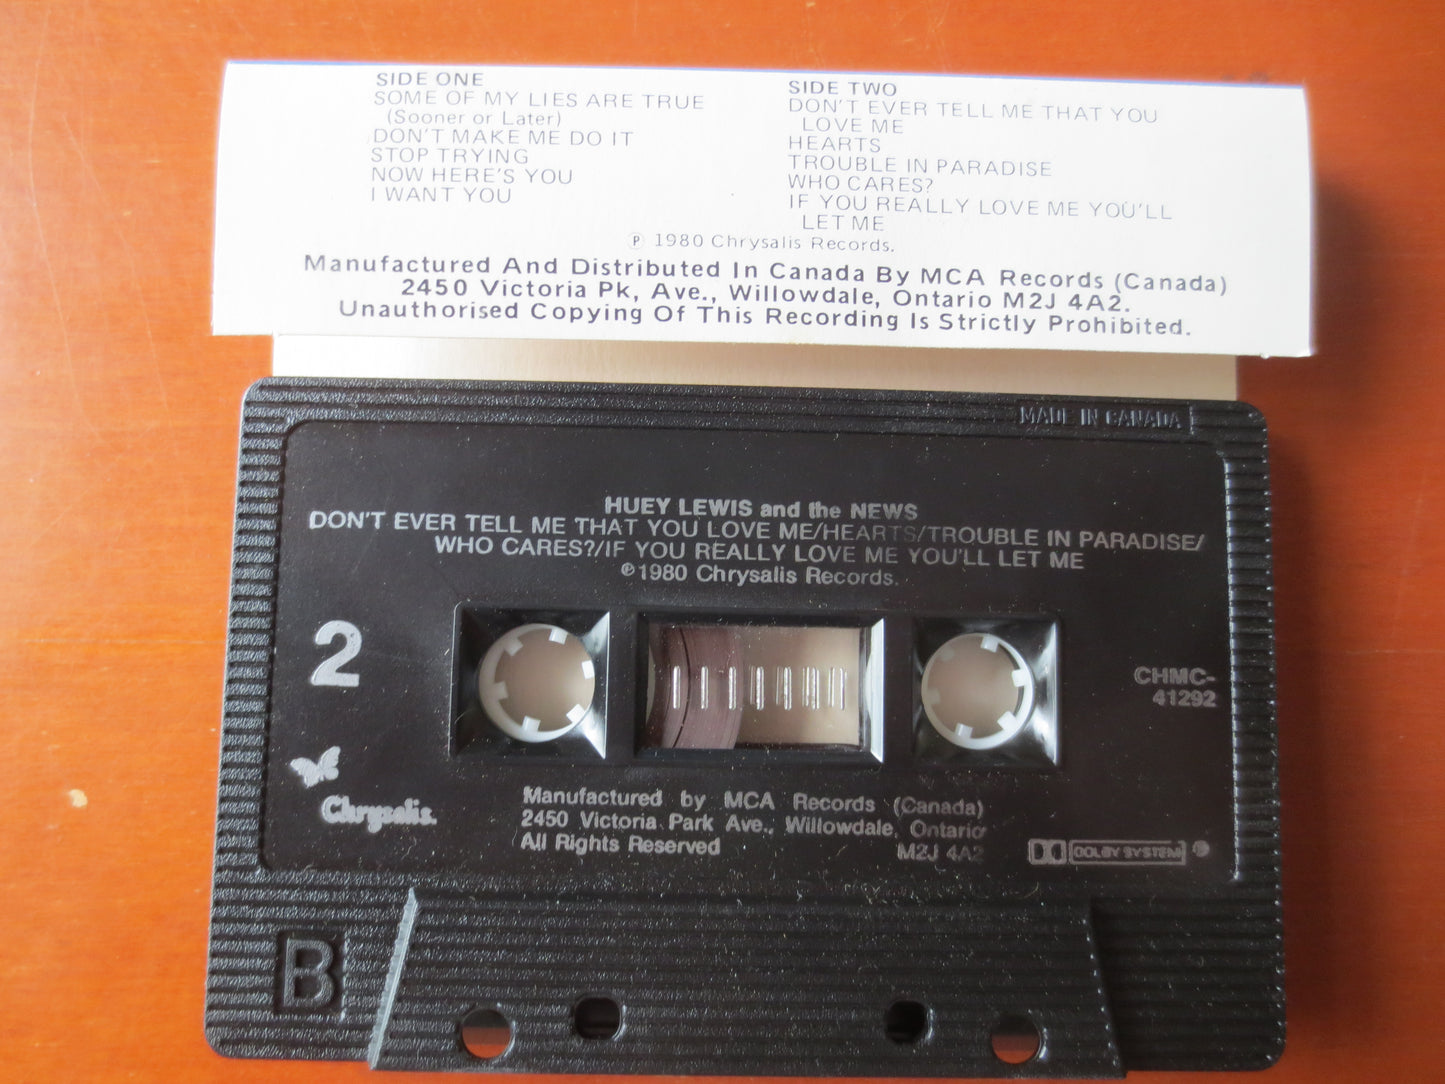 SIDE ONE
SOME OF MY LIES ARE TRUE
(Sooner or Later)
DON'T MAKE ME DO IT
STOP TRYING
NOW HERE'S YOU
I WANT YOU
SIDE TWO
DON'T EVER TELL ME THAT YOU
LOVE ME
HEARTS
TROUBLE IN PARADISE
WHO CARES?
IF YOU REALLY LOVE ME YOU'LL
LET ME
℗ 1980 Chrysalis Records.
Manufactured And Distributed In Canada By MCA Records (Canada)
2450 Victoria Pk, Ave., Willowdale, Ontario M2J 4A2.
Unauthorised Copying Of This Recording Is Strictly Prohibited.
MADE IN CANADA
HUEY LEWIS and the NEWS
DON'T EVER TELL ME THAT YOU LOVE ME/HEARTS/TROUBLE IN PARADISE/
WHO CARES?/IF YOU REALLY LOVE ME YOU'LL LET ME
℗1980 Chrysalis Records.
2
CHMC-
41292
Chrysalis.
Manufactured by MCA Records (Canada)
2450 Victoria Park Ave., Willowdale, Ontario
All Rights Reserved M2J 4A2
DOLBY SYSTEM
B